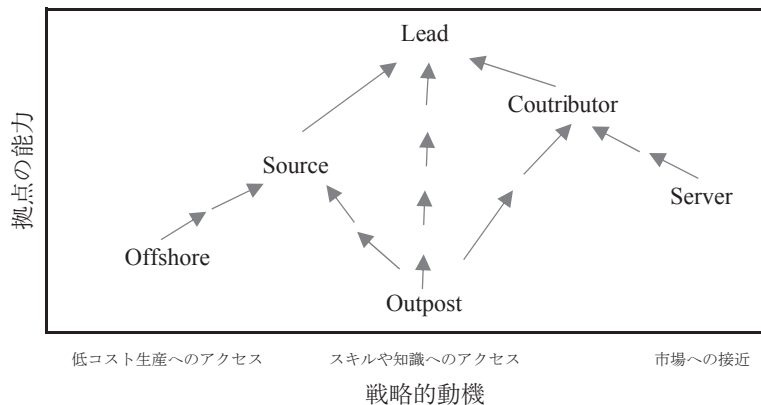 Lead
Coutributor
Source
Server
Offshore
Outpost
拠点の能力
低コスト生産へのアクセス
スキルや知識へのアクセス
市場への接近
戦略的動機